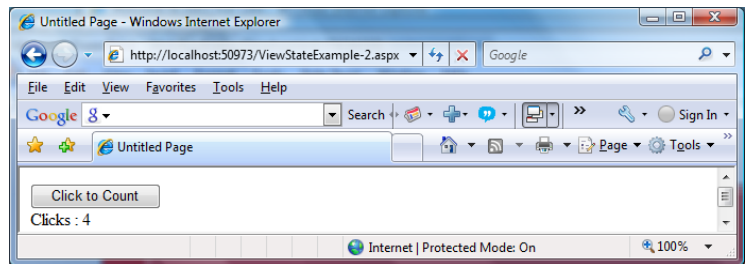 Untitled Page - Windows Internet Explorer
http://localhost:50973/ViewStateExample-2.aspx Google
File Edit View Favorites Tools Help
Google Search » Sign In
Untitled Page Page Tools »
Click to Count
Clicks : 4
Internet | Protected Mode: On 100%